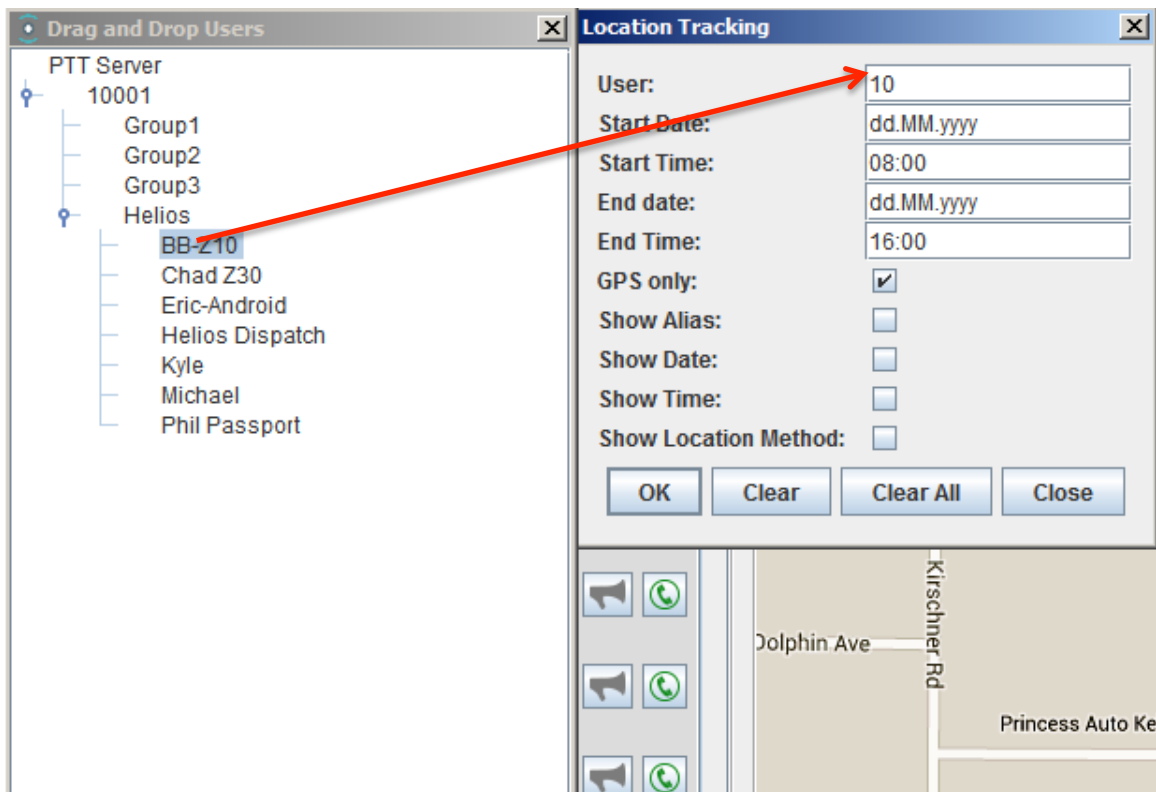 Drag and Drop Users
PTT Server
10001
Group1
Group2
Group3
Helios
BB-Z10
Chad Z30
Eric-Android
Helios Dispatch
Kyle
Michael
Phil Passport
Location Tracking
User: 10
Start Date: dd.MM.yyyy
Start Time: 08:00
End date: dd.MM.yyyy
End Time: 16:00
GPS only:
Show Alias:
Show Date:
Show Time:
Show Location Method:
OK Clear Clear All Close
Kirschner Rd
Dolphin Ave
Princess Auto Ke